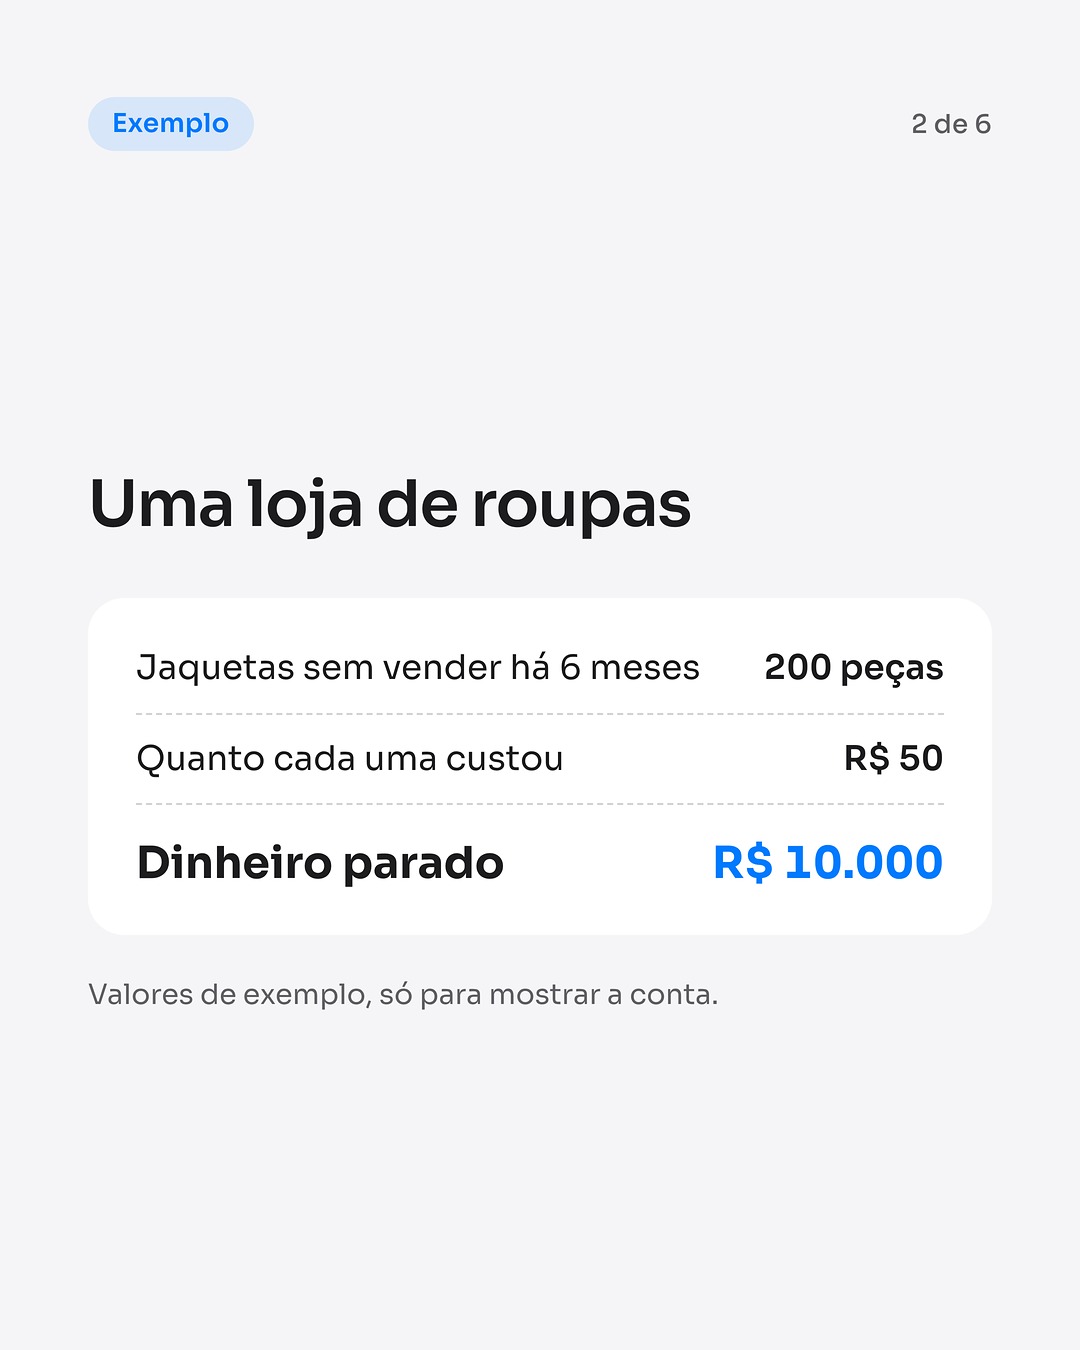 Exemplo
2 de 6
Uma loja de roupas
Jaquetas sem vender há 6 meses 200 peças
Quanto cada uma custou R$ 50
Dinheiro parado R$ 10.000
Valores de exemplo, só para mostrar a conta.